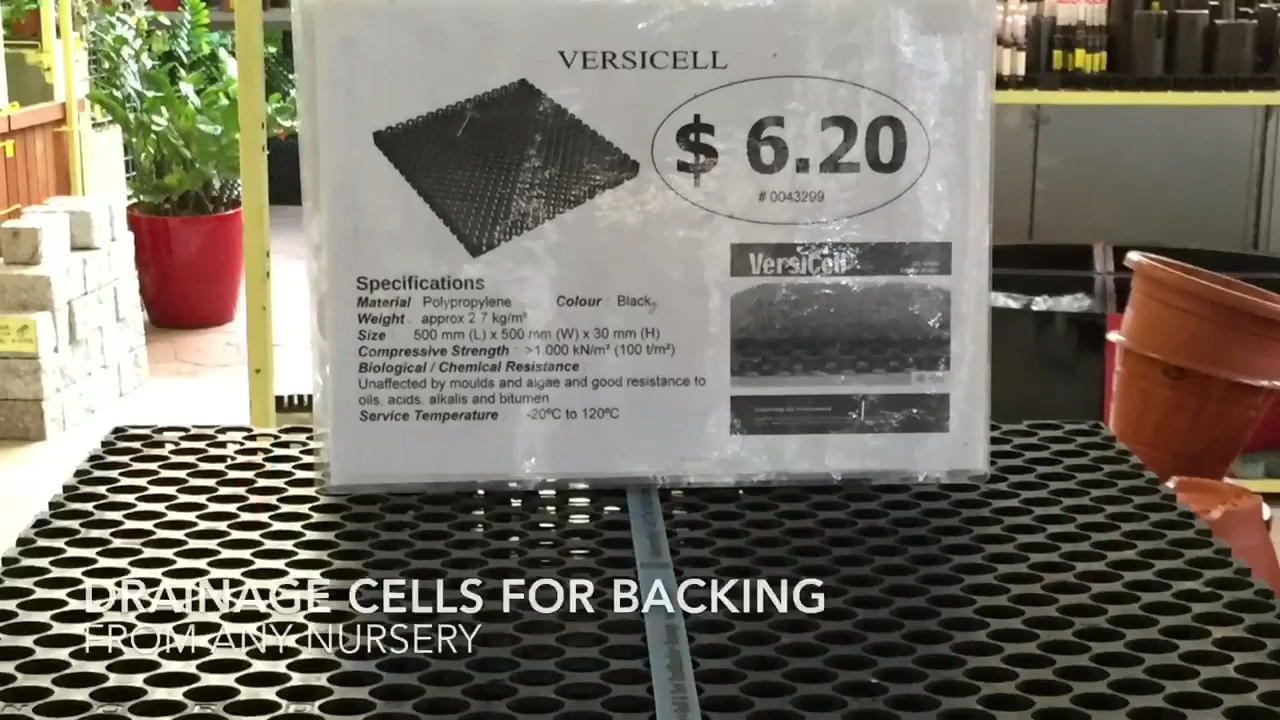 VERSICELL
$ 6.20
# 0043299
VersiCell
Specifications
Material Polypropylene Colour : Black
Weight : approx 2.7 kg/m²
Size 500 mm (L) x 500 mm (W) x 30 mm (H)
Compressive Strength : >1,000 kN/m² (100 t/m²)
Biological / Chemical Resistance :
Unaffected by moulds and algae and good resistance to
oils, acids, alkalis and bitumen
Service Temperature -20ºC to 120ºC
DRAINAGE CELLS FOR BACKING
FROM ANY NURSERY